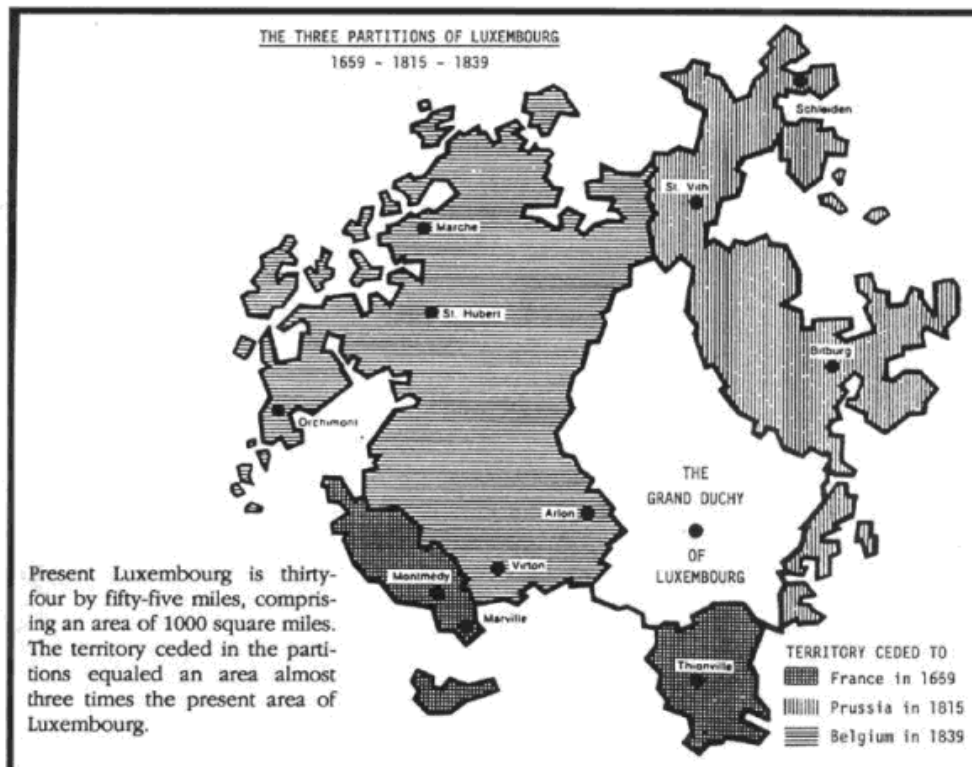 THE THREE PARTITIONS OF LUXEMBOURG
1659 - 1815 - 1839
Schleiden
St. Vith
Marche
St. Hubert
Bitburg
Orchimont
THE
GRAND DUCHY
Arlon
OF
LUXEMBOURG
Virton
Montmédy
Marville
Thionville
Present Luxembourg is thirty-
four by fifty-five miles, compris-
ing an area of 1000 square miles.
The territory ceded in the parti-
tions equaled an area almost
three times the present area of
Luxembourg.
TERRITORY CEDED TO
France in 1659
Prussia in 1815
Belgium in 1839